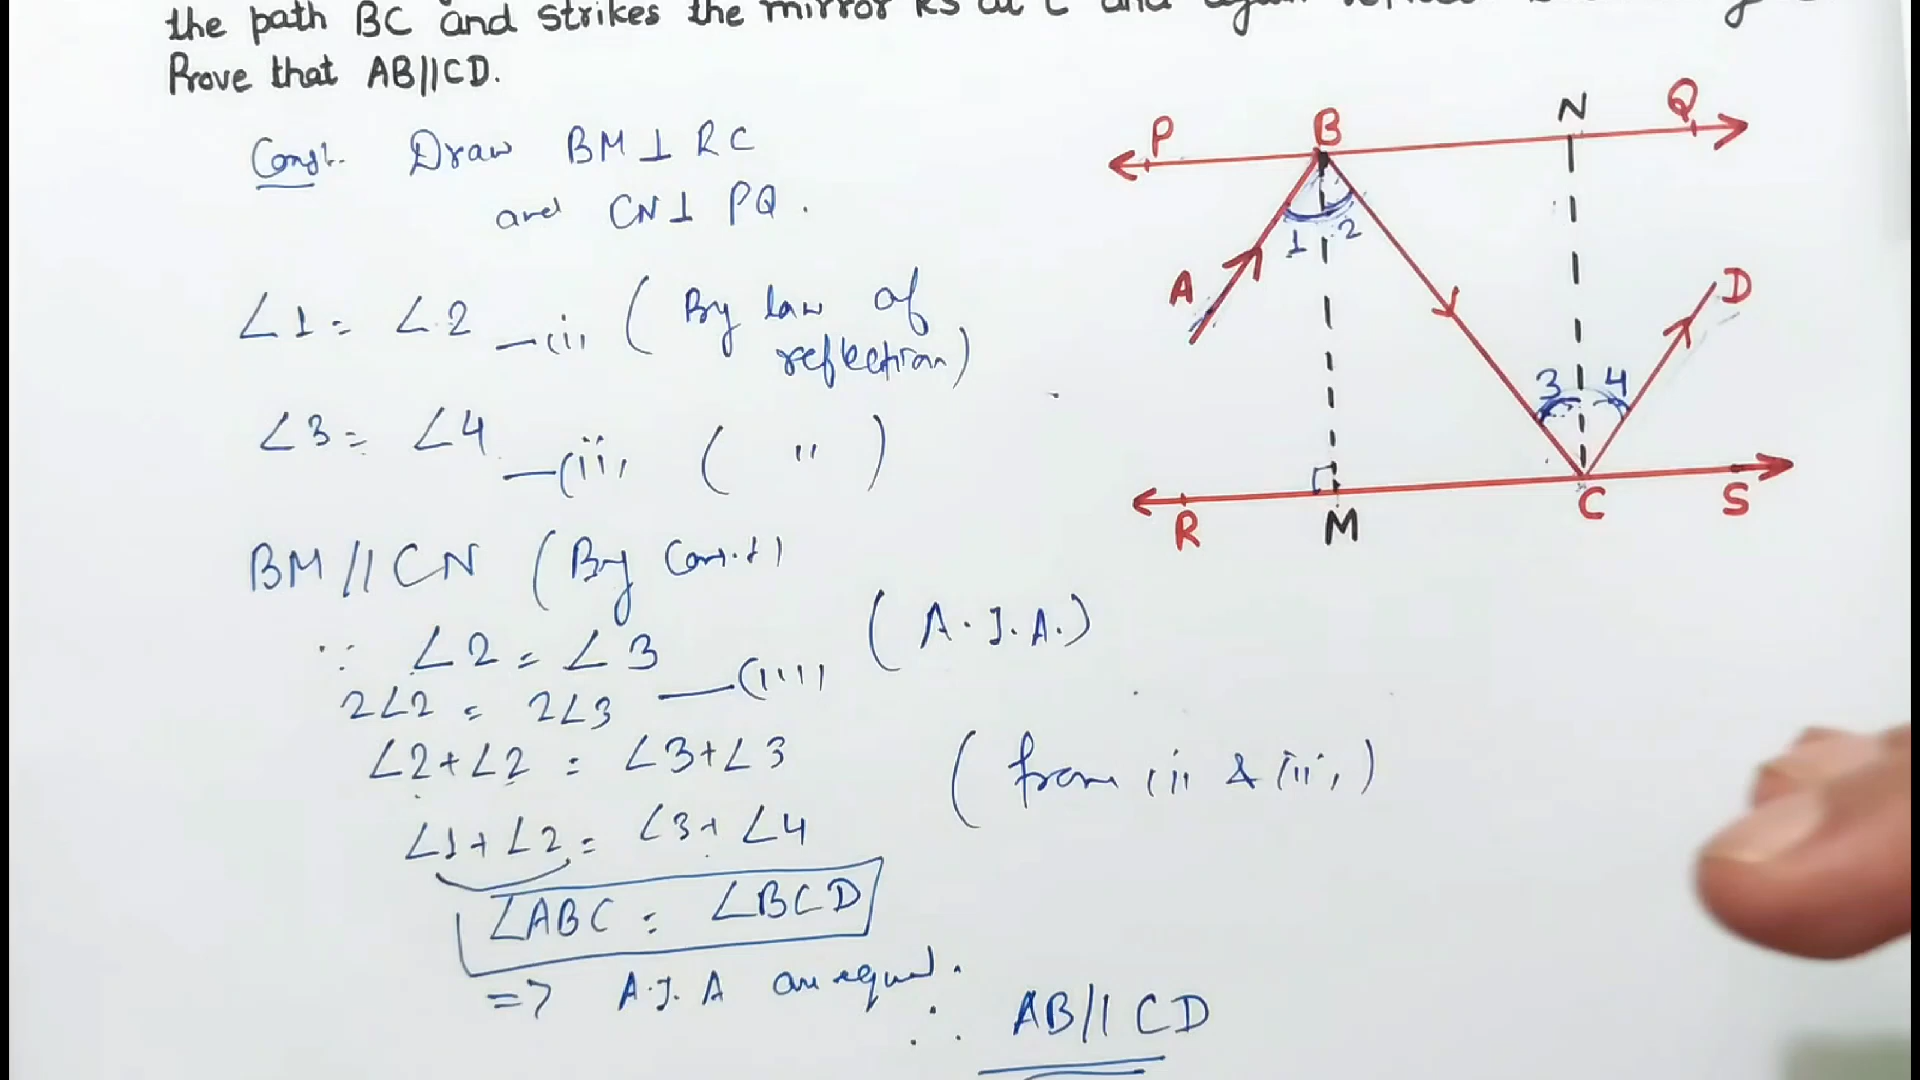 the path BC and strikes the mirror RS at C and again
Prove that AB||CD.
Const. Draw BM⊥RC
and CN⊥ PQ.
∠1 = ∠2 —(i) (By law of
reflection)
∠3 = ∠4 —(ii) ( " )
BM//CN (By Const)
∵ ∠2 = ∠3 —(iii) (A.I.A.)
2∠2 = 2∠3
∠2+∠2 = ∠3+∠3
∠1+∠2 = ∠3+∠4 (from (i) & (ii))
∠ABC = ∠BCD
=> A.I.A are equal.
∴ AB//CD
P B N Q
1 2
A D
3 4
R M C S